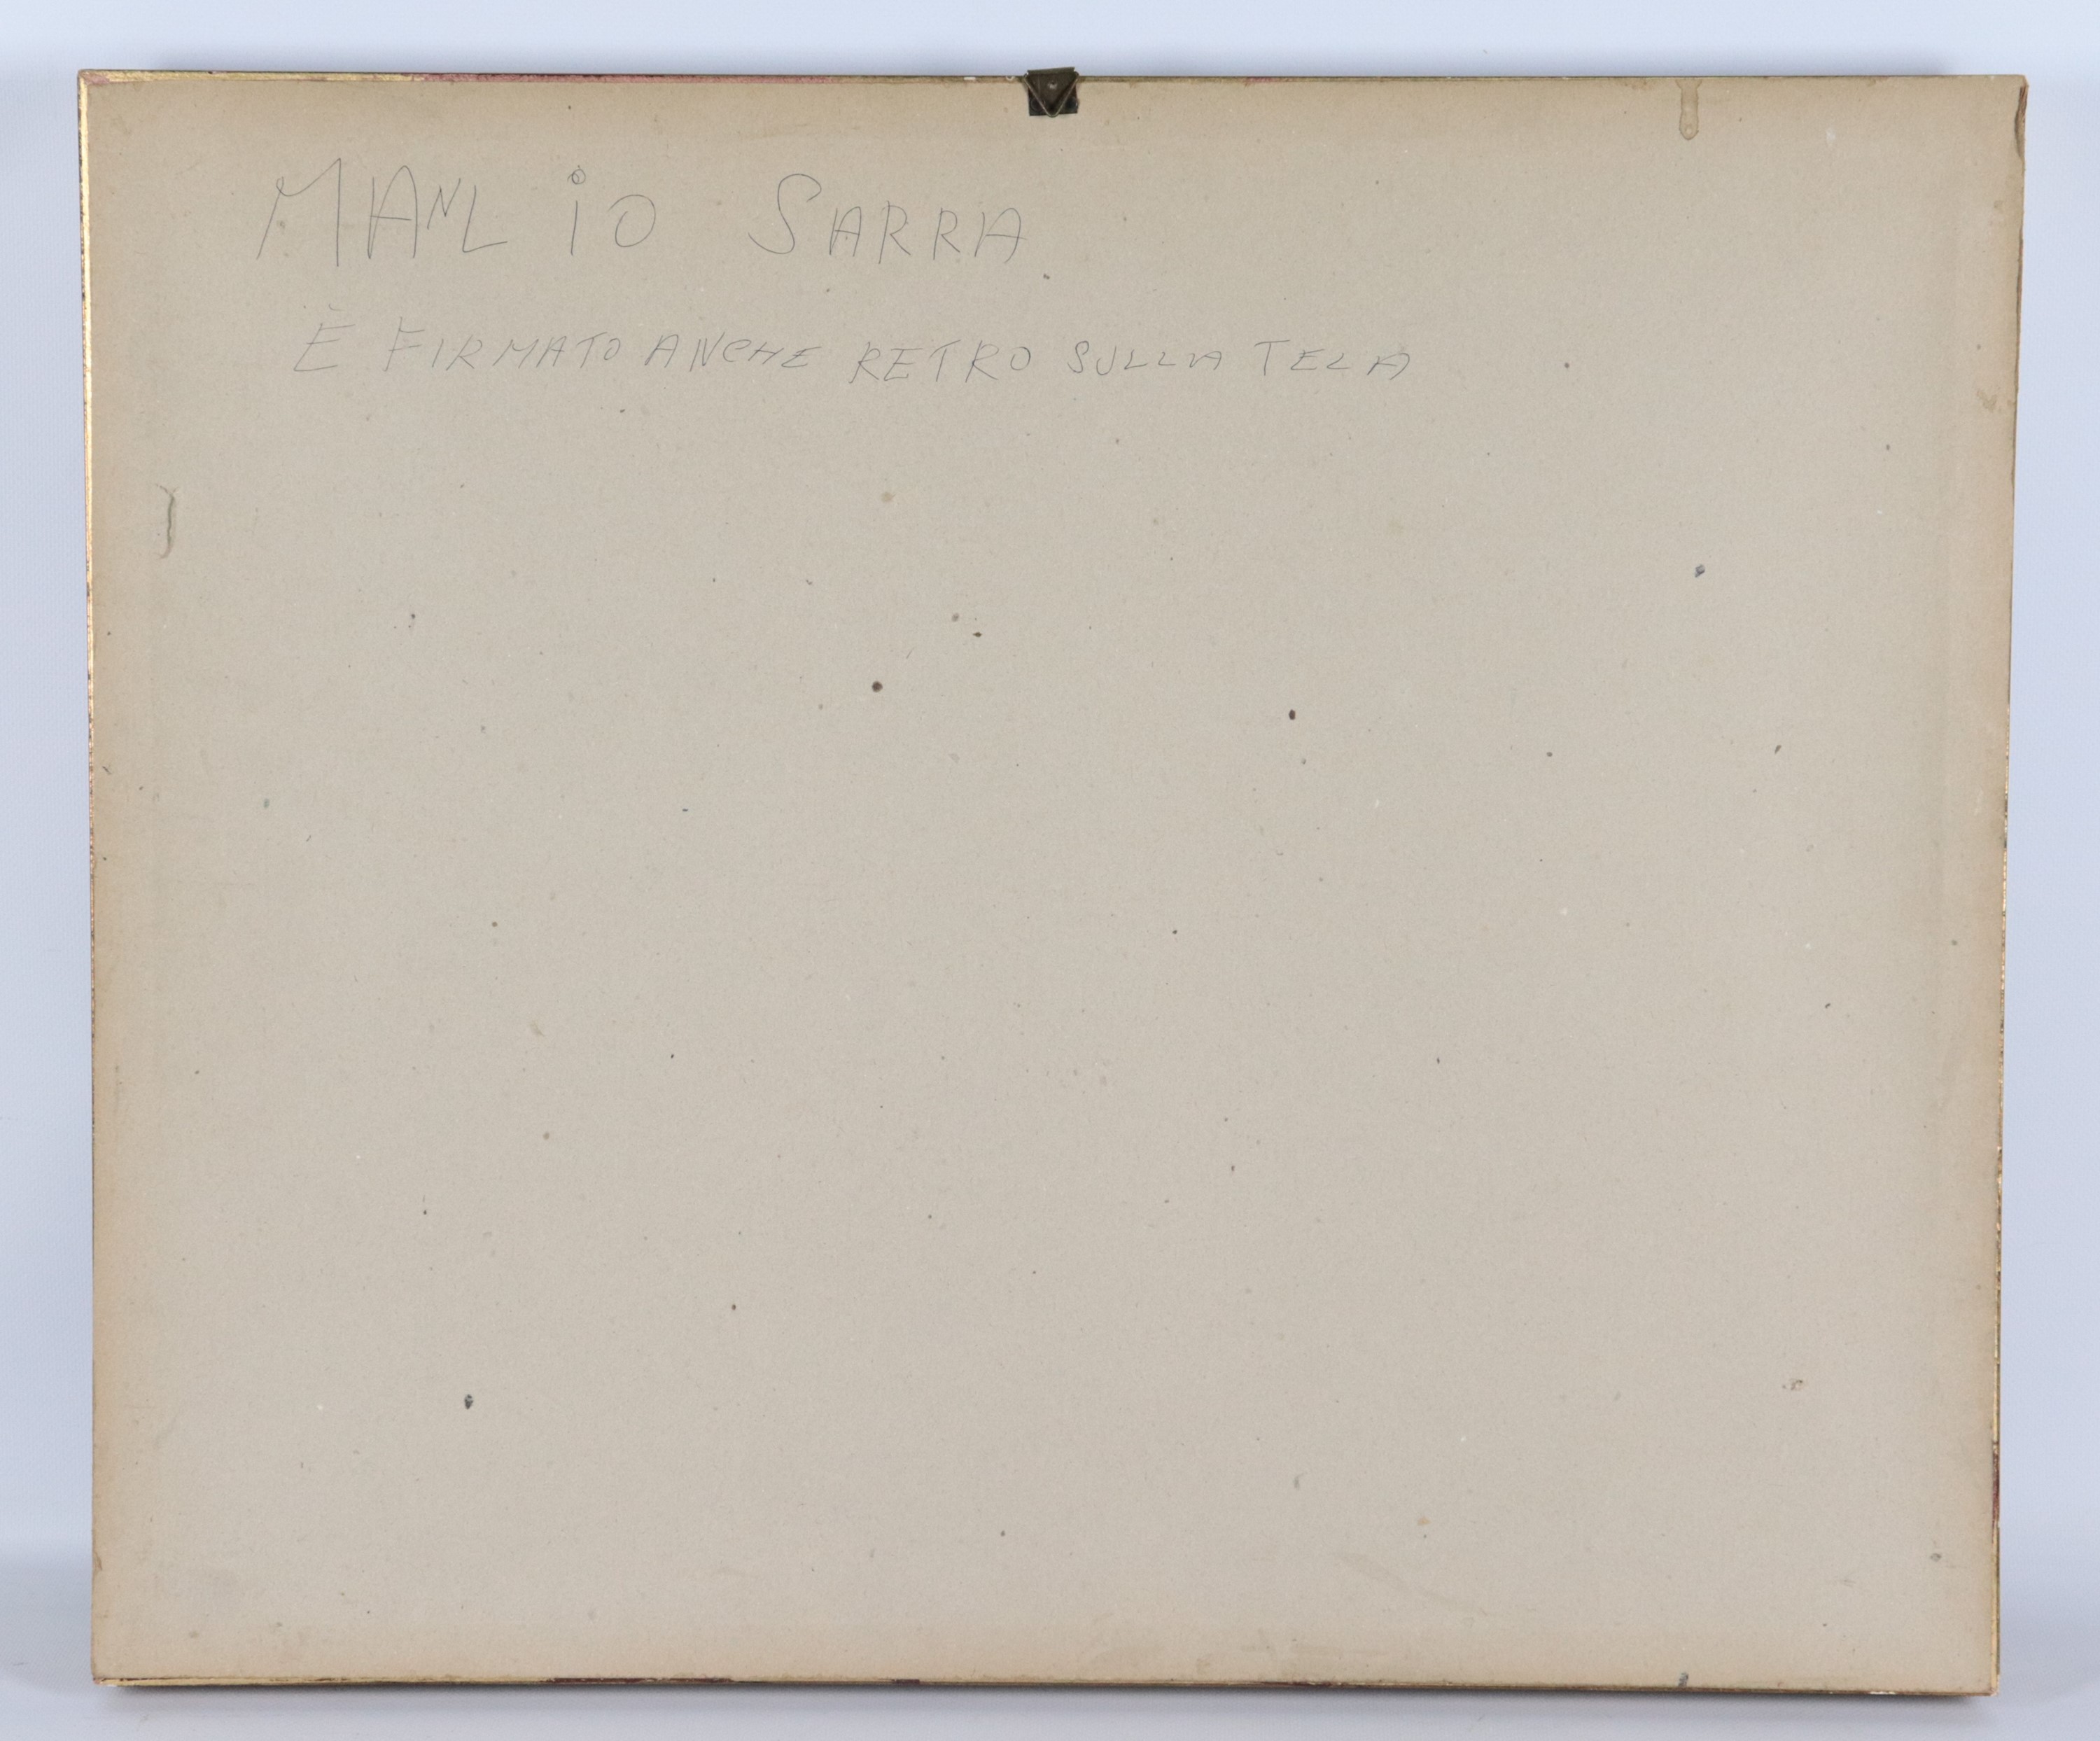 MANLiO SARRA
È FIRMATO ANCHE RETRO SULLA TELA